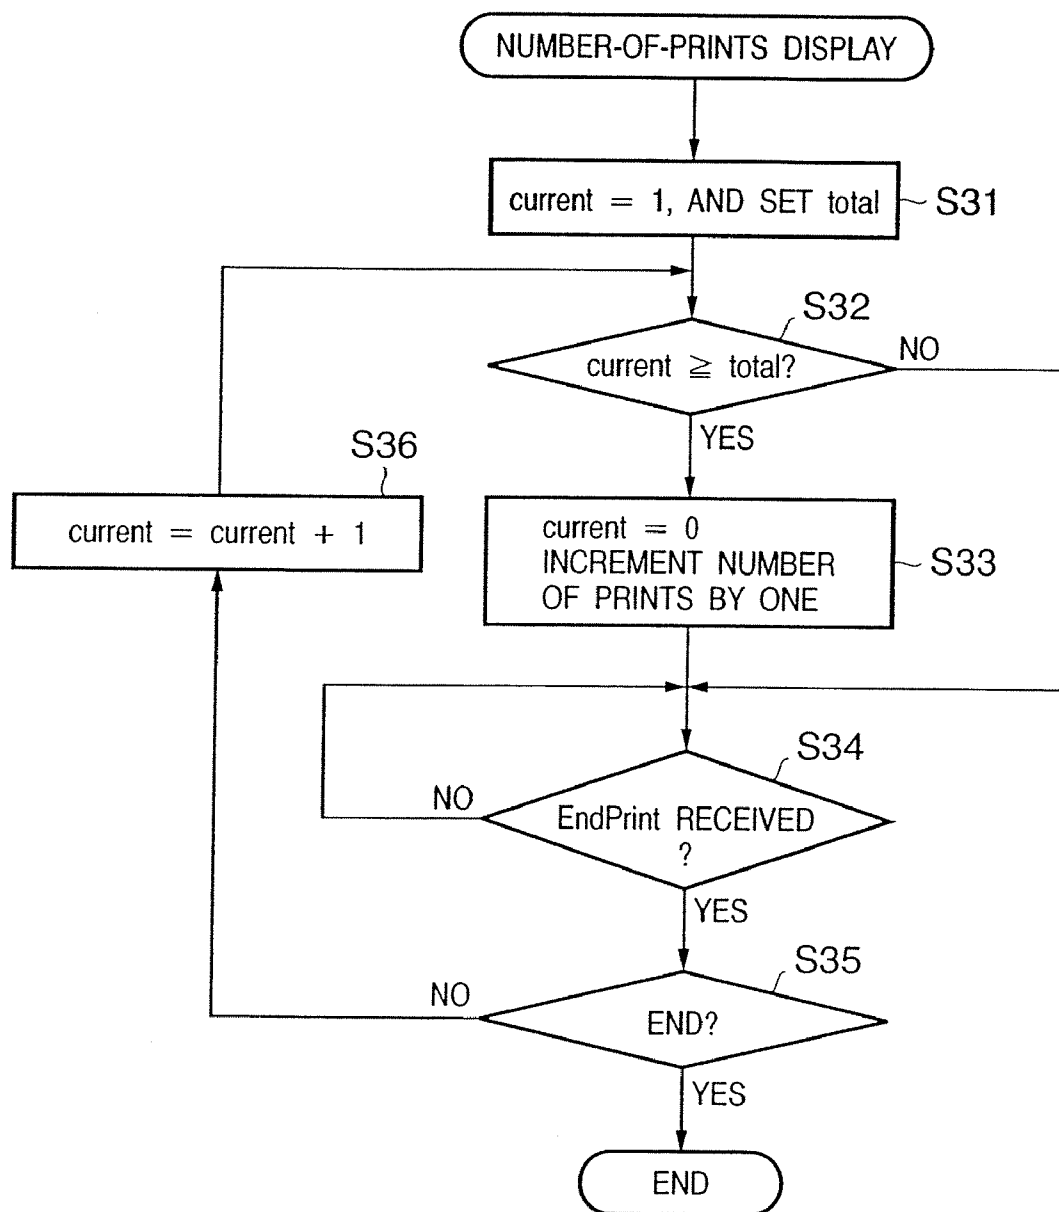 NUMBER-OF-PRINTS DISPLAY
current = 1, AND SET total
S31
S32
current ≧ total?
NO
YES
S36
current = current + 1
current = 0
INCREMENT NUMBER
OF PRINTS BY ONE
S33
S34
NO
EndPrint RECEIVED
?
YES
S35
NO
END?
YES
END